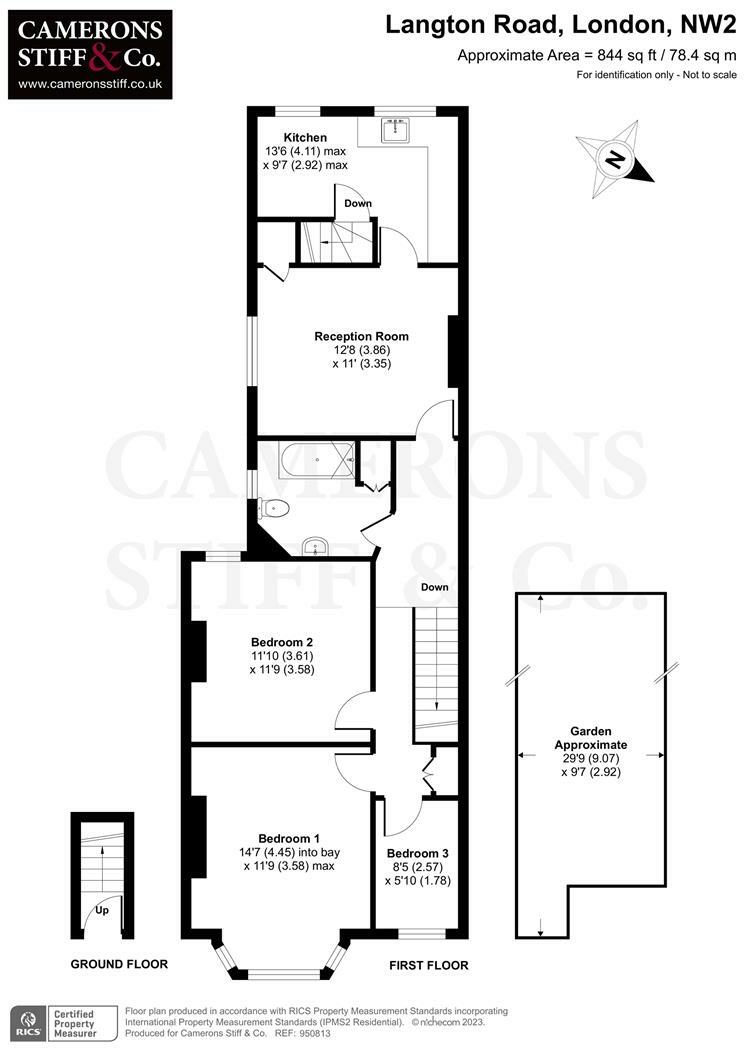 CAMERONS
STIFF & Co.
www.cameronsstiff.co.uk
Langton Road, London, NW2
Approximate Area = 844 sq ft / 78.4 sq m
For identification only - Not to scale
N
Kitchen
13'6 (4.11) max
x 9'7 (2.92) max
Down
Reception Room
12'8 (3.86)
x 11' (3.35)
CAMERONS
STIFF & Co.
Down
Bedroom 2
11'10 (3.61)
x 11'9 (3.58)
Garden
Approximate
29'9 (9.07)
x 9'7 (2.92)
Bedroom 1
14'7 (4.45) into bay
x 11'9 (3.58) max
Bedroom 3
8'5 (2.57)
x 5'10 (1.78)
Up
GROUND FLOOR
FIRST FLOOR
RICS
Certified
Property
Measurer
Floor plan produced in accordance with RICS Property Measurement Standards incorporating
International Property Measurement Standards (IPMS2 Residential). © nichecom 2023.
Produced for Camerons Stiff & Co. REF: 950813